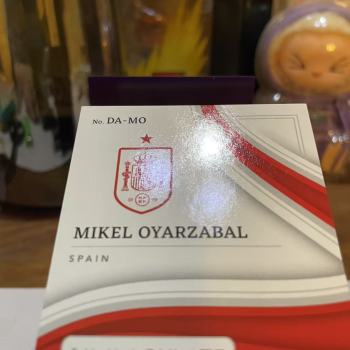 No. DA-MO
MIKEL OYARZABAL
SPAIN